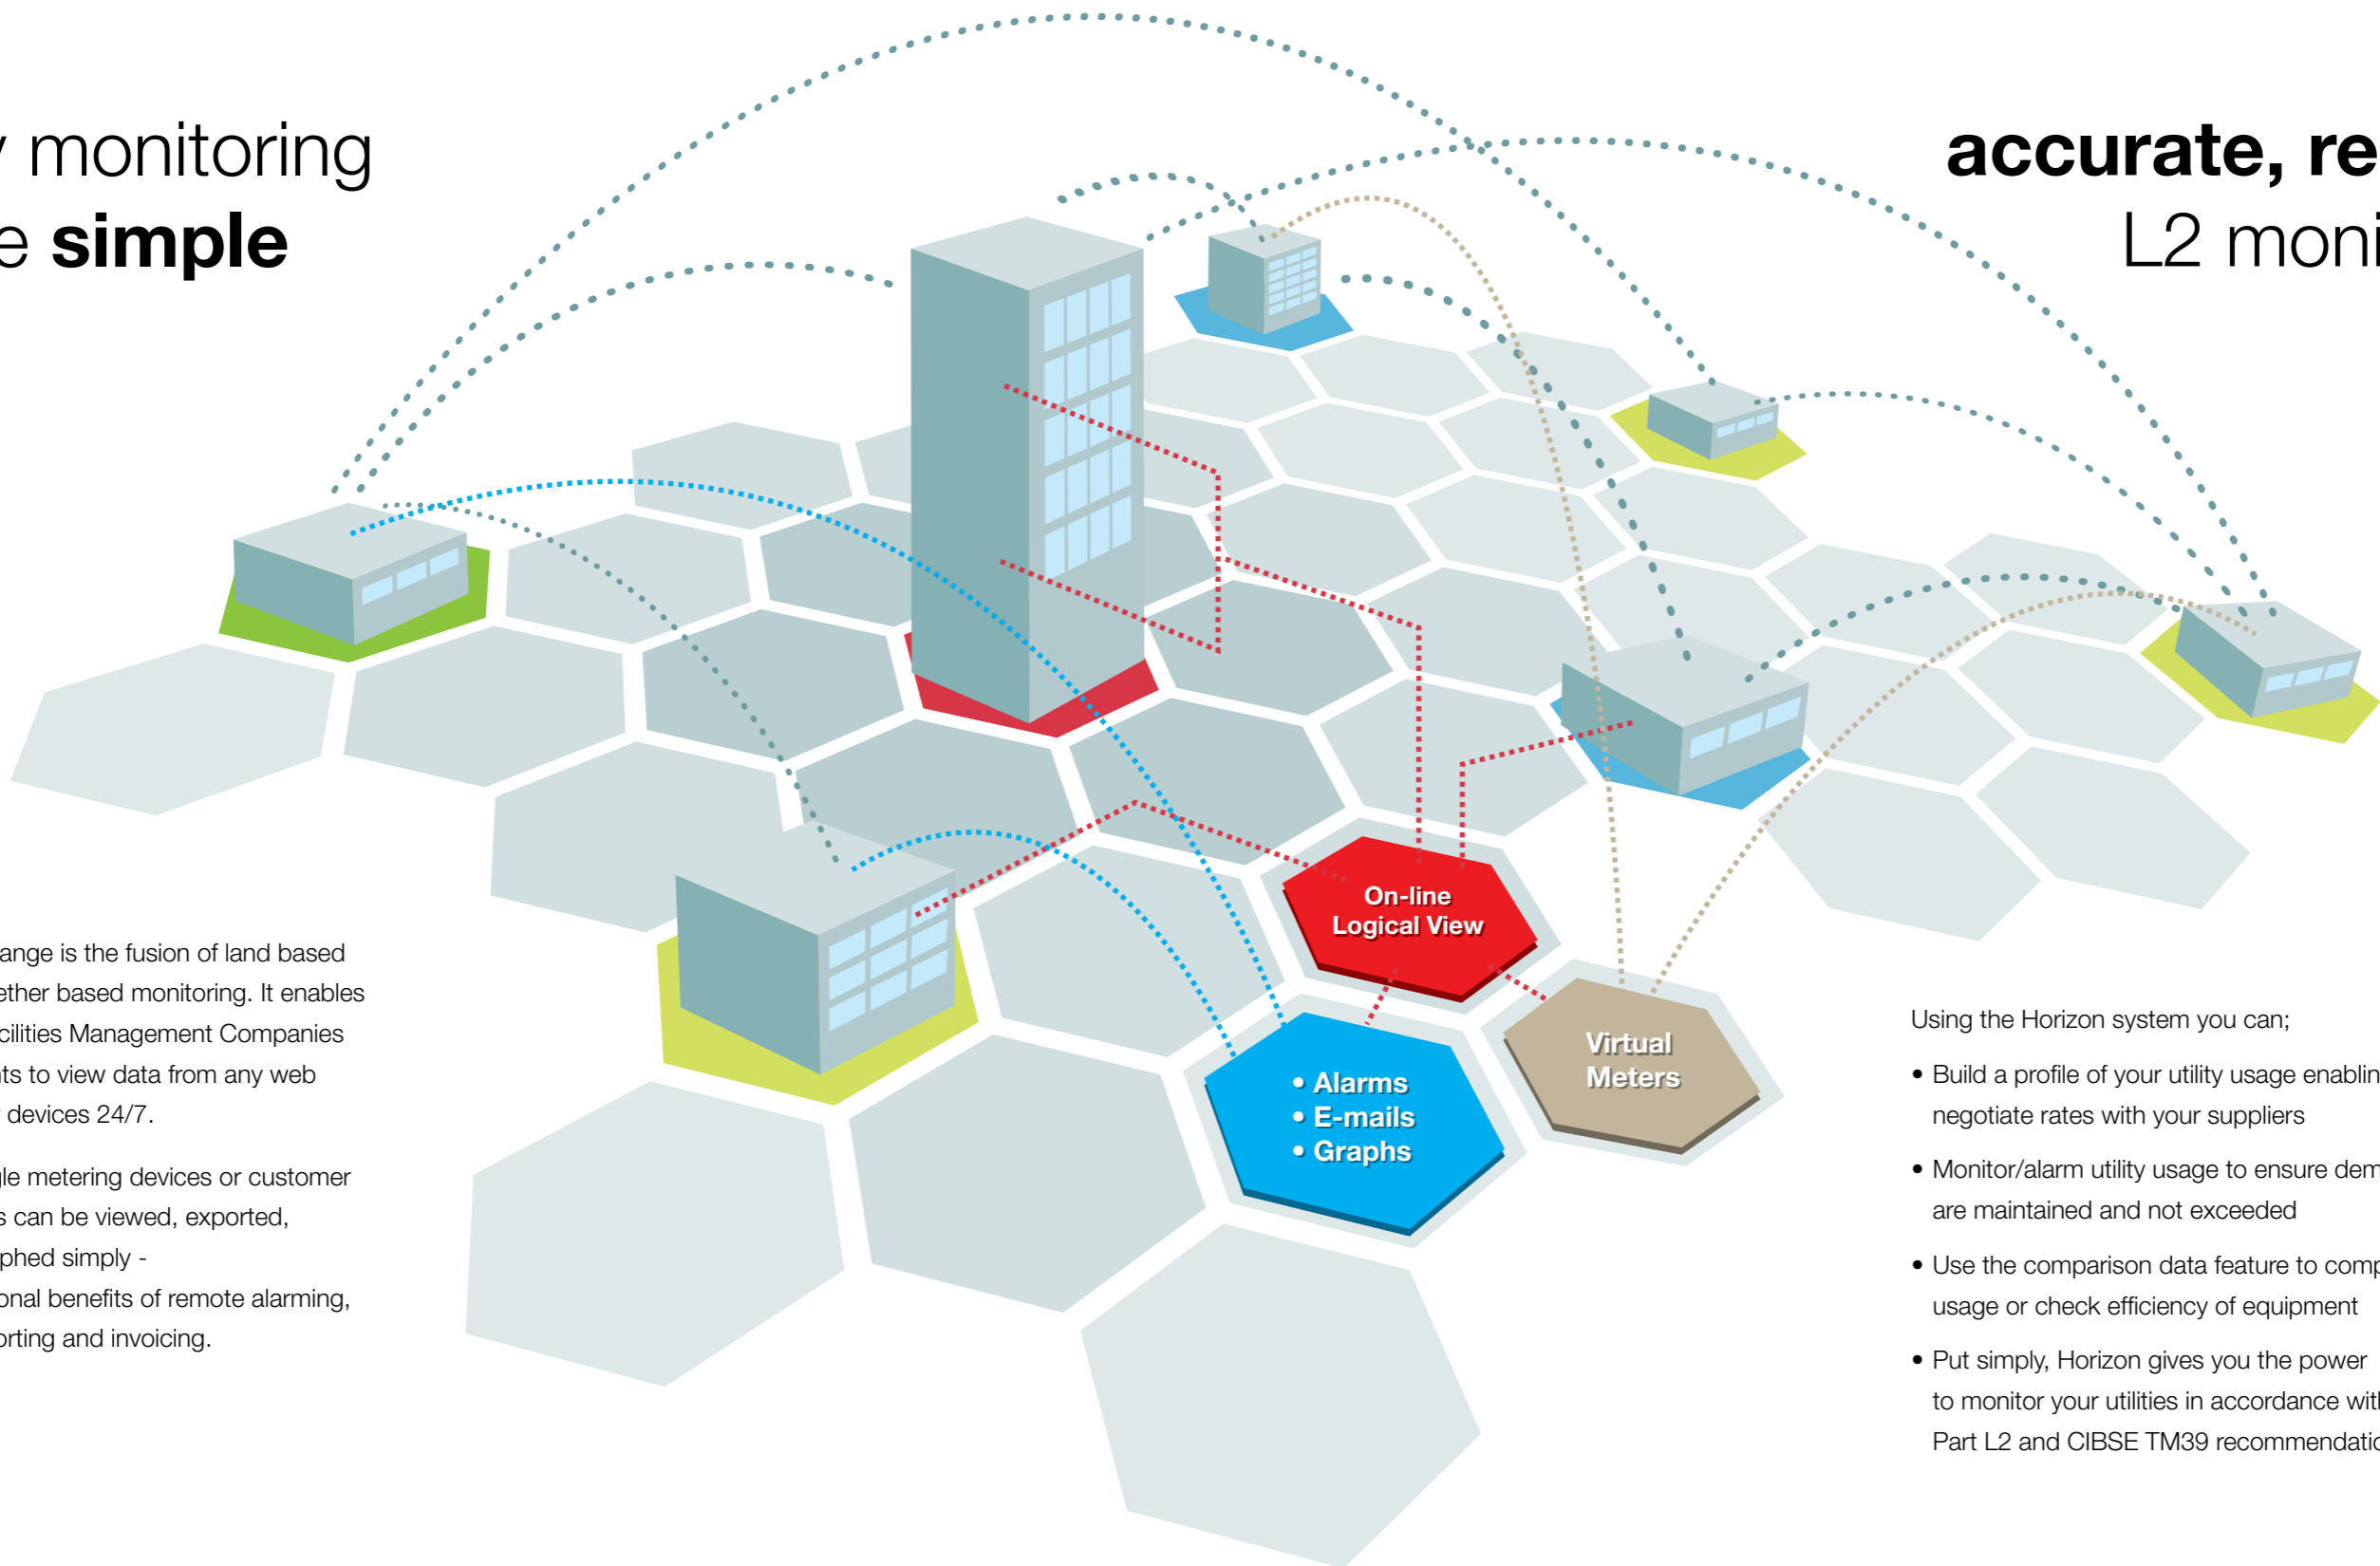 monitoring
simple
accurate,
L2
ange is the fusion of land based
ether based monitoring. It enables
cilities Management Companies
ts to view data from any web
devices 24/7.
gle metering devices or customer
s can be viewed, exported,
phed simply -
onal benefits of remote alarming,
orting and invoicing.
On-line
Logical View
• Alarms
• E-mails
• Graphs
Virtual
Meters
Using the Horizon system you can;
• Build a profile of your utility usage enablin
negotiate rates with your suppliers
• Monitor/alarm utility usage to ensure dem
are maintained and not exceeded
• Use the comparison data feature to comp
usage or check efficiency of equipment
• Put simply, Horizon gives you the power
to monitor your utilities in accordance with
Part L2 and CIBSE TM39 recommendatio